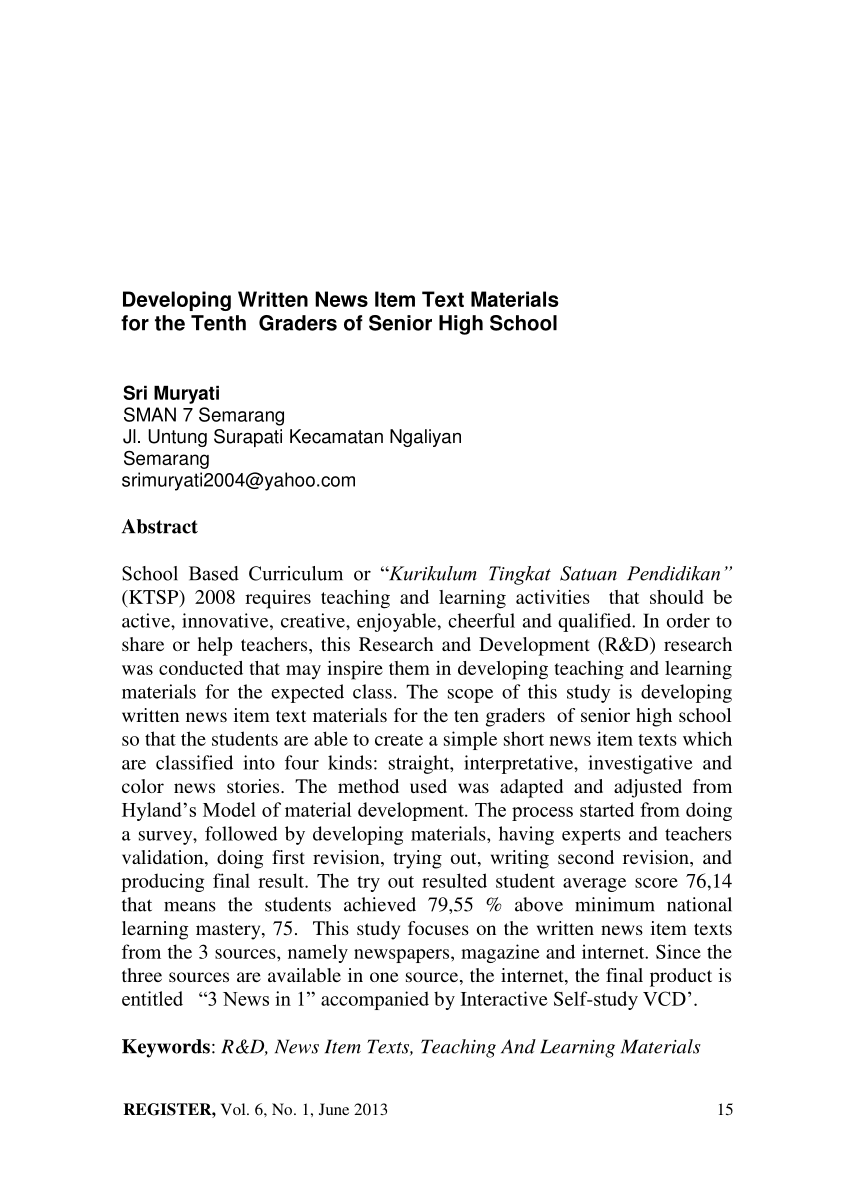 Developing Written News Item Text Materials
for the Tenth  Graders of Senior High School
Sri Muryati
SMAN 7 Semarang
Jl. Untung Surapati Kecamatan Ngaliyan
Semarang
srimuryati2004@yahoo.com
Abstract
School Based Curriculum or “Kurikulum Tingkat Satuan Pendidikan”
(KTSP) 2008 requires teaching and learning activities  that should be
active, innovative, creative, enjoyable, cheerful and qualified. In order to
share or help teachers, this Research and Development (R&D) research
was conducted that may inspire them in developing teaching and learning
materials for the expected class. The scope of this study is developing
written news item text materials for the ten graders  of senior high school
so that the students are able to create a simple short news item texts which
are classified into four kinds: straight, interpretative, investigative and
color news stories. The method used was adapted and adjusted from
Hyland’s Model of material development. The process started from doing
a survey, followed by developing materials, having experts and teachers
validation, doing first revision, trying out, writing second revision, and
producing final result. The try out resulted student average score 76,14
that means the students achieved 79,55 % above minimum national
learning mastery, 75.  This study focuses on the written news item texts
from the 3 sources, namely newspapers, magazine and internet. Since the
three sources are available in one source, the internet, the final product is
entitled  “3 News in 1” accompanied by Interactive Self-study VCD’.
Keywords: R&D, News Item Texts, Teaching And Learning Materials
REGISTER, Vol. 6, No. 1, June 2013 15